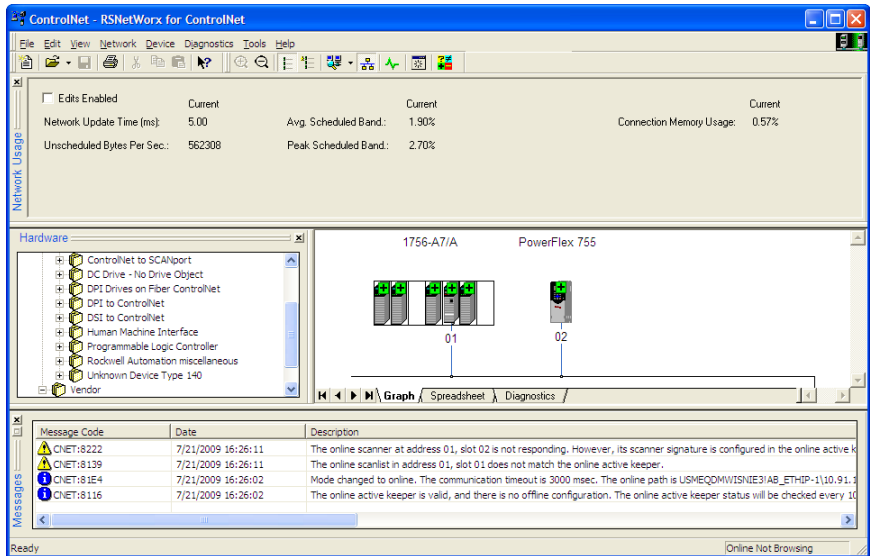 ControlNet - RSNetWorx for ControlNet
File Edit View Network Device Diagnostics Tools Help
Edits Enabled
Current Current Current
Network Update Time (ms): 5.00 Avg. Scheduled Band.: 1.90% Connection Memory Usage: 0.57%
Unscheduled Bytes Per Sec.: 562308 Peak Scheduled Band.: 2.70%
Network Usage
Hardware
ControlNet to SCANport
DC Drive - No Drive Object
DPI Drives on Fiber ControlNet
DPI to ControlNet
DSI to ControlNet
Human Machine Interface
Programmable Logic Controller
Rockwell Automation miscellaneous
Unknown Device Type 140
Vendor
1756-A7/A PowerFlex 755
01 02
Graph Spreadsheet Diagnostics
Messages
Message Code Date Description
CNET:8222 7/21/2009 16:26:11 The online scanner at address 01, slot 02 is not responding. However, its scanner signature is configured in the online active k
CNET:8139 7/21/2009 16:26:11 The online scanlist in address 01, slot 01 does not match the online active keeper.
CNET:81E4 7/21/2009 16:26:02 Mode changed to online. The communication timeout is 3000 msec. The online path is USMEQDMWISNIE3!AB_ETHIP-1\10.91.1
CNET:8116 7/21/2009 16:26:02 The online active keeper is valid, and there is no offline configuration. The online active keeper status will be checked every 10
Ready Online Not Browsing